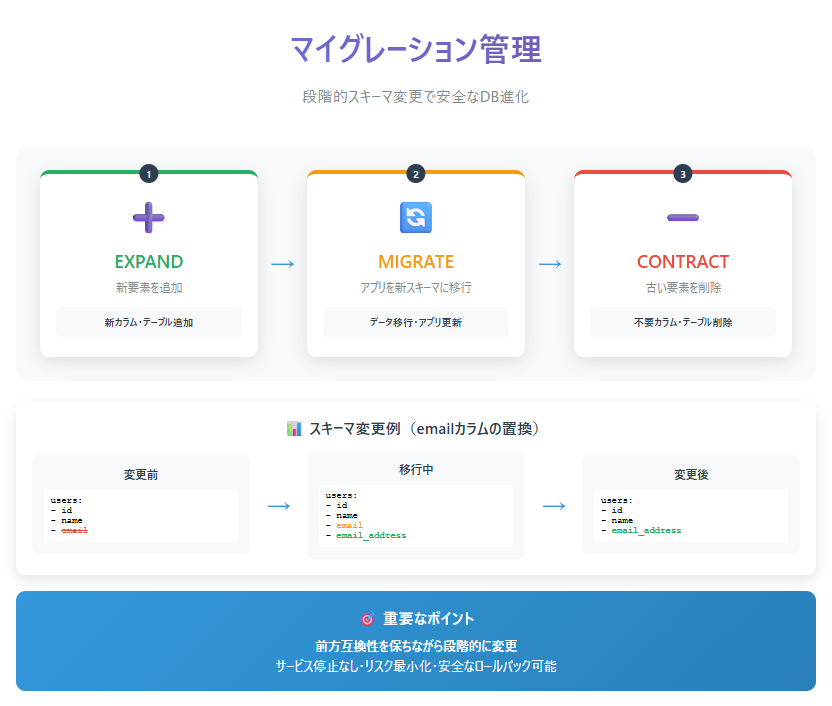 マイグレーション管理
段階的スキーマ変更で安全なDB進化
1
EXPAND
新要素を追加
新カラム・テーブル追加
→
2
MIGRATE
アプリを新スキーマに移行
データ移行・アプリ更新
→
3
CONTRACT
古い要素を削除
不要カラム・テーブル削除
スキーマ変更例（emailカラムの置換）
変更前
users:
- id
- name
- email
→
移行中
users:
- id
- name
- email
- email_address
→
変更後
users:
- id
- name
- email_address
重要なポイント
前方互換性を保ちながら段階的に変更
サービス停止なし・リスク最小化・安全なロールバック可能